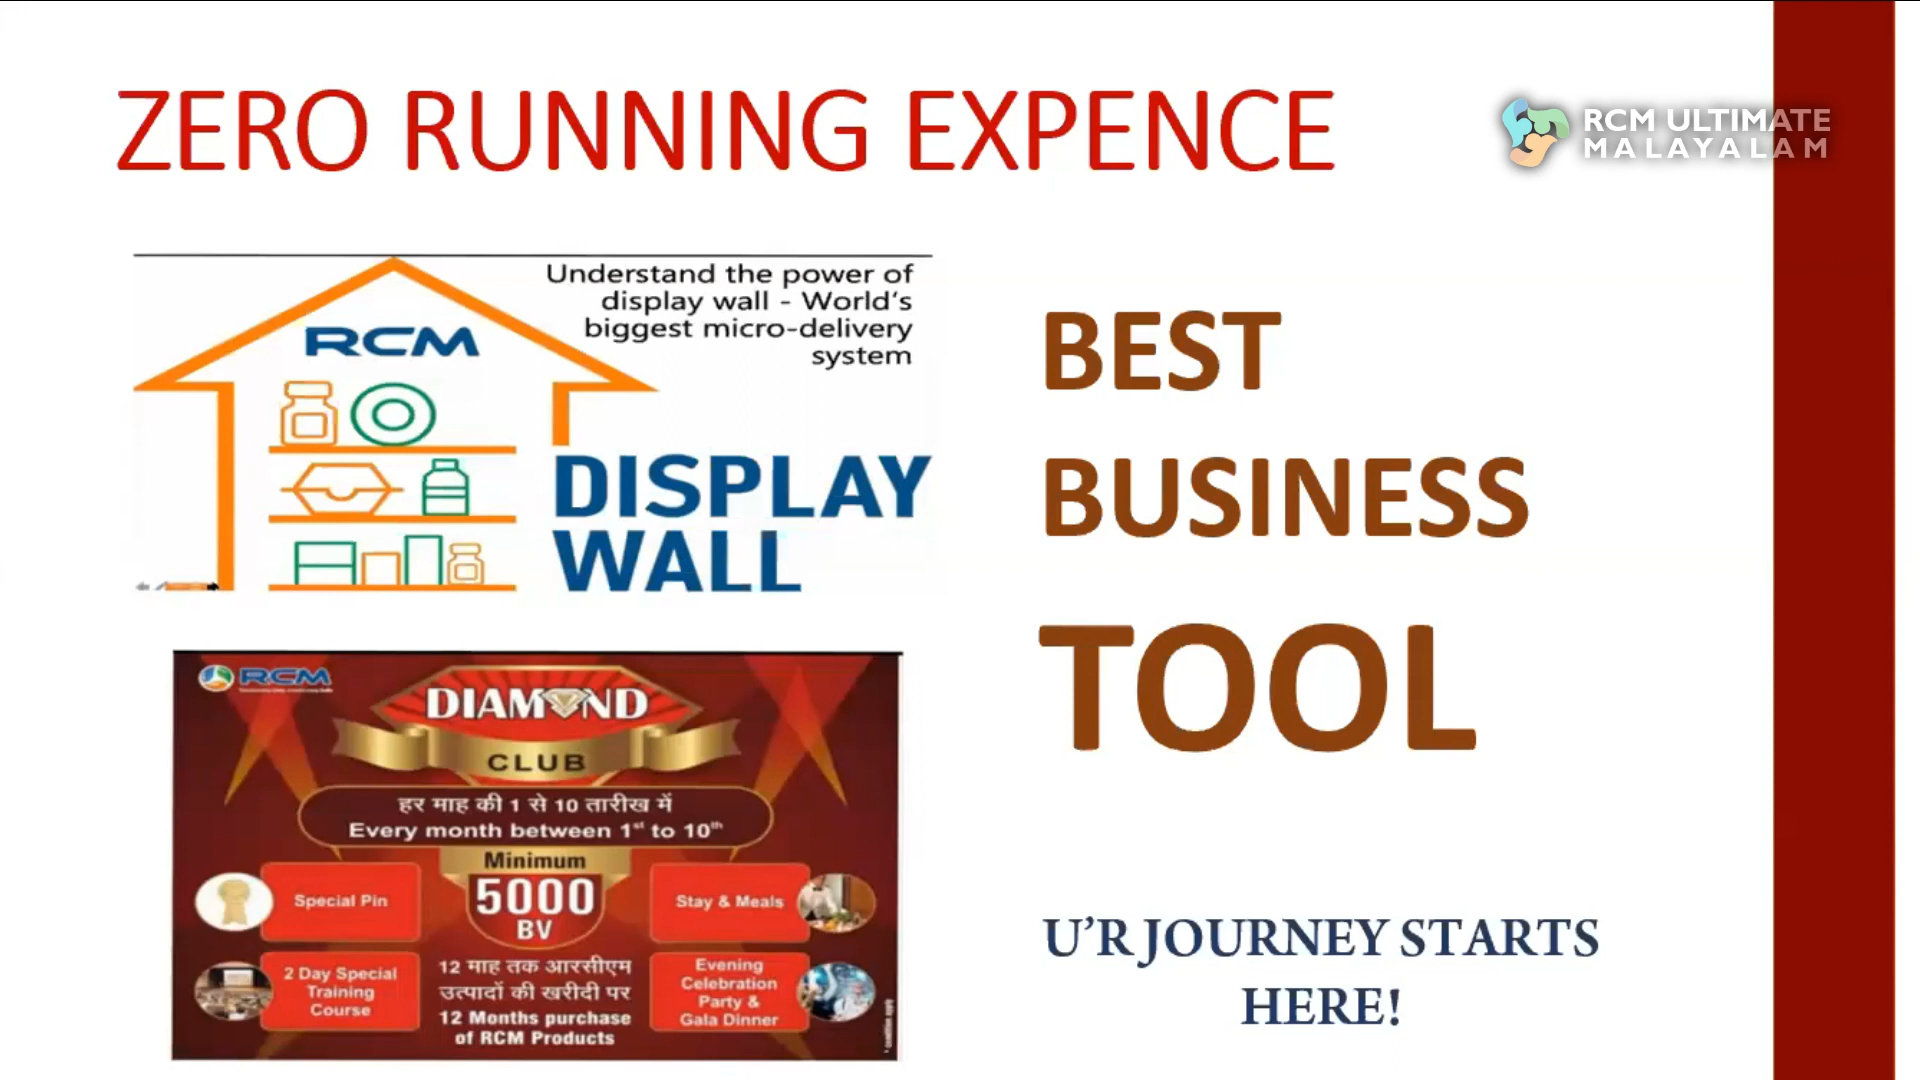 ZERO RUNNING EXPENCE
RCM ULTIMATE
MALAYALAM
Understand the power of
display wall - World's
biggest micro-delivery
system
RCM
DISPLAY
WALL
BEST
BUSINESS
TOOL
RCM
DIAMOND
CLUB
हर माह की 1 से 10 तारीख में
Every month between 1st to 10th
Minimum
5000
BV
Special Pin
Stay & Meals
2 Day Special
Training
Course
12 माह तक आरसीएम
उत्पादों की खरीदी पर
12 Months purchase
of RCM Products
Evening
Celebration
Party &
Gala Dinner
U'R JOURNEY STARTS
HERE!